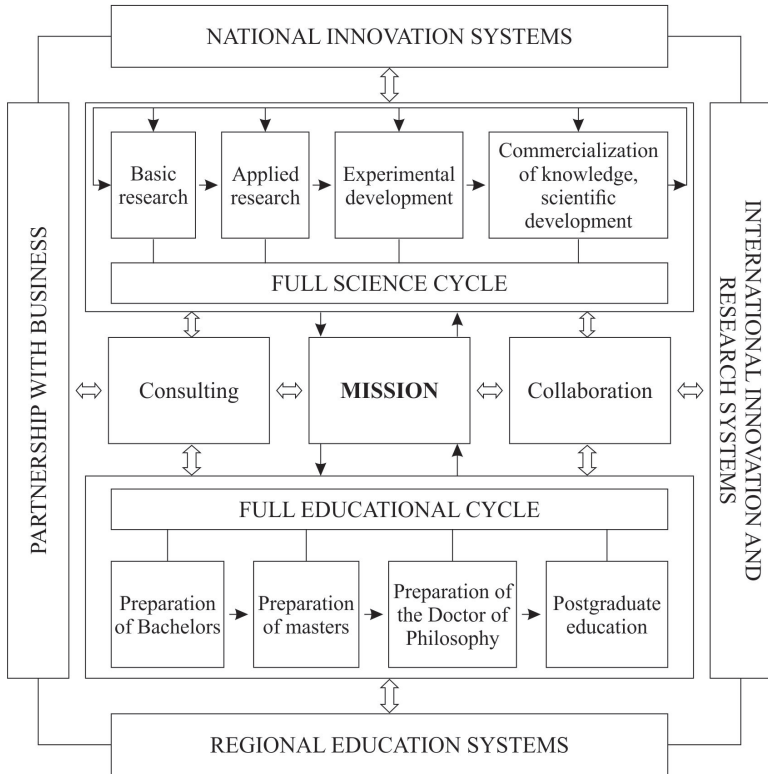 NATIONAL INNOVATION SYSTEMS
PARTNERSHIP WITH BUSINESS
INTERNATIONAL INNOVATION AND
RESEARCH SYSTEMS
Basic
research
Applied
research
Experimental
development
Commercialization
of knowledge,
scientific
development
FULL SCIENCE CYCLE
Consulting
MISSION
Collaboration
FULL EDUCATIONAL CYCLE
Preparation
of Bachelors
Preparation
of masters
Preparation of
the Doctor of
Philosophy
Postgraduate
education
REGIONAL EDUCATION SYSTEMS